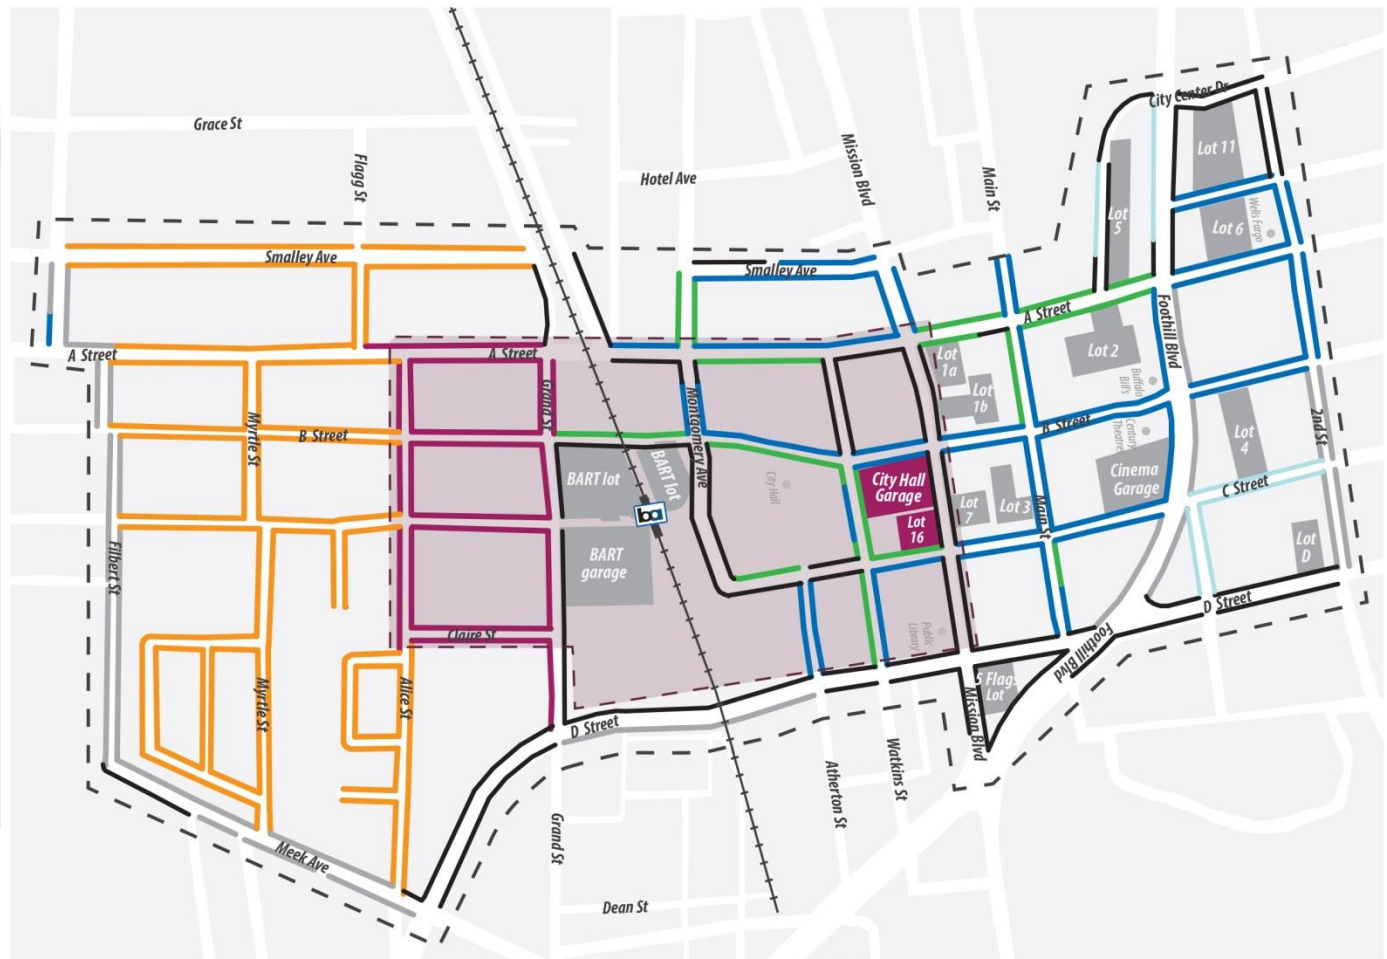 City Center Dr
Grace St
Flagg St
Hotel Ave
Mission Blvd
Main St
Lot 11
Lot
5
Lot 6
Wells Fargo
Smalley Ave
Smalley Ave
A Street
Foothill Blvd
A Street
A Street
Grand St
Lot
1a
Lot
1b
Lot 2
Buffalo
Bill's
Myrtle St
B Street
Montgomery Ave
B Street
Century
Theatre
2nd St
Lot
4
BART lot
BART lot
City Hall
City Hall
Garage
Lot
16
Lot
7
Lot 3
Main St
Cinema
Garage
C Street
ba
Filbert St
BART
garage
Lot
D
D Street
Claire St
Public
Library
Foothill Blvd
Myrtle St
Alice St
5 Flags
Lot
Mission Blvd
D Street
Atherton St
Watkins St
Grand St
Meek Ave
Dean St